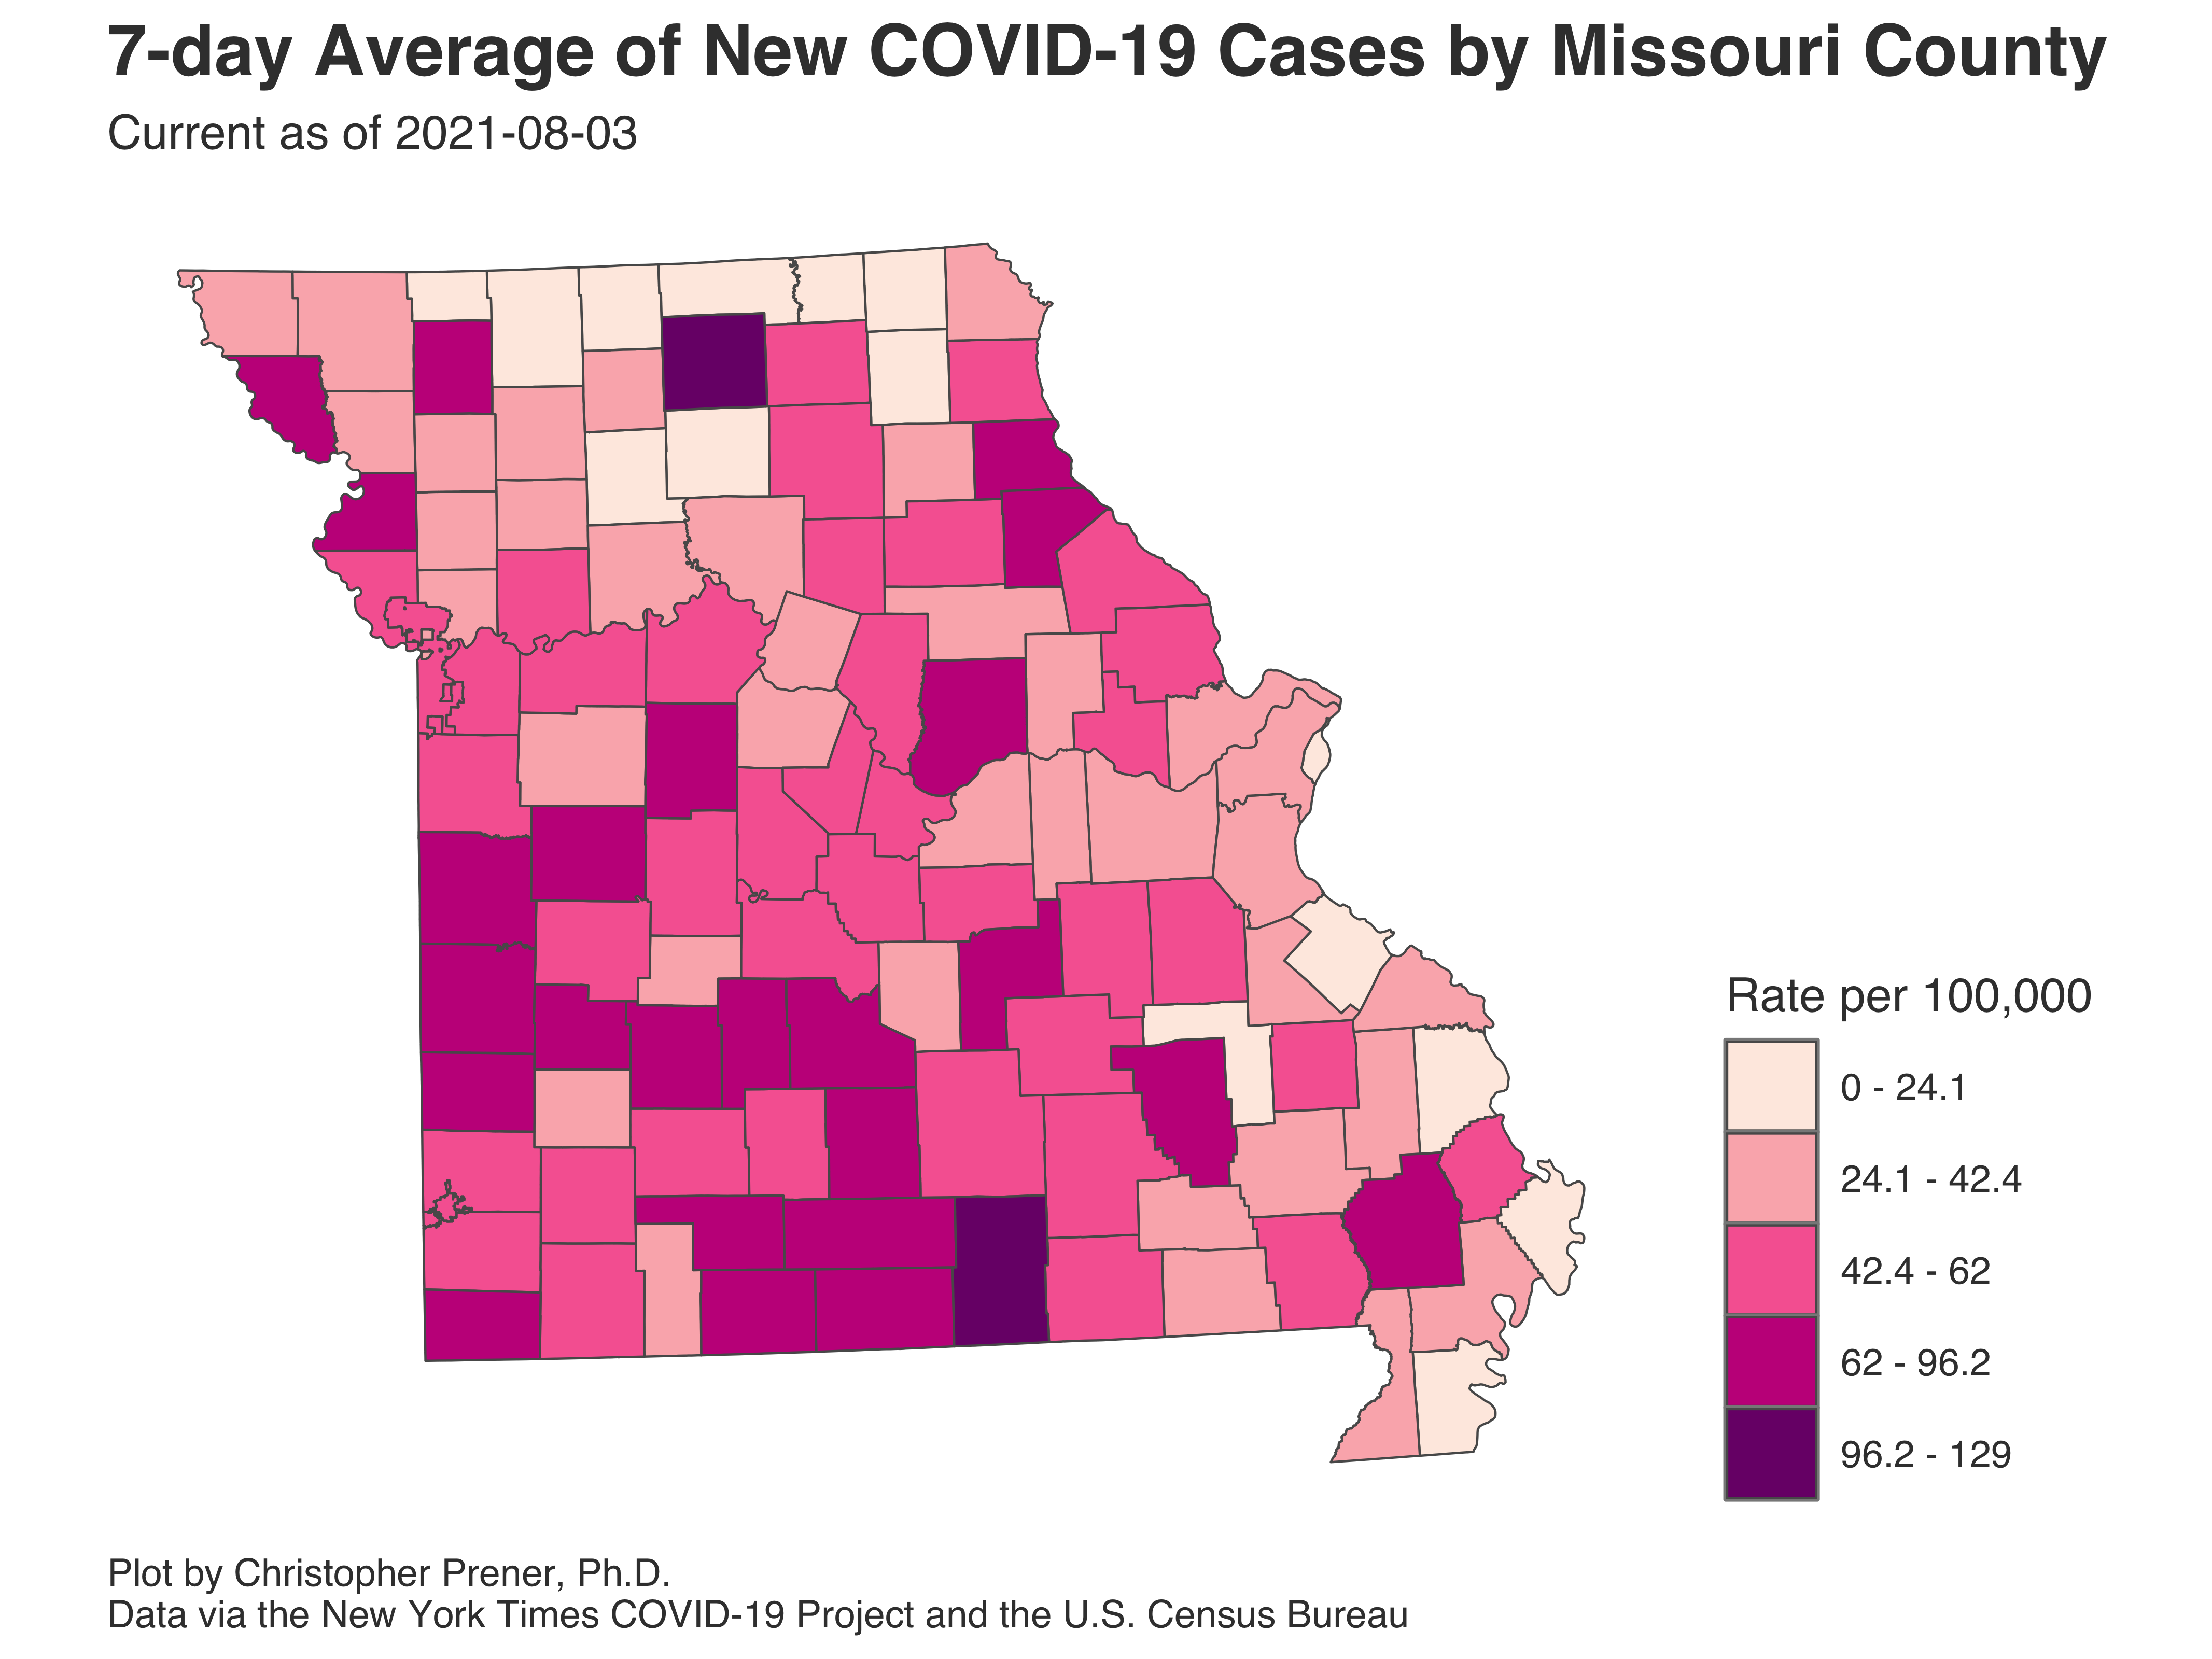 7-day Average of New COVID-19 Cases by Missouri County
Current as of 2021-08-03
Rate per 100,000
0 - 24.1
24.1 - 42.4
42.4 - 62
62 - 96.2
96.2 - 129
Plot by Christopher Prener, Ph.D.
Data via the New York Times COVID-19 Project and the U.S. Census Bureau